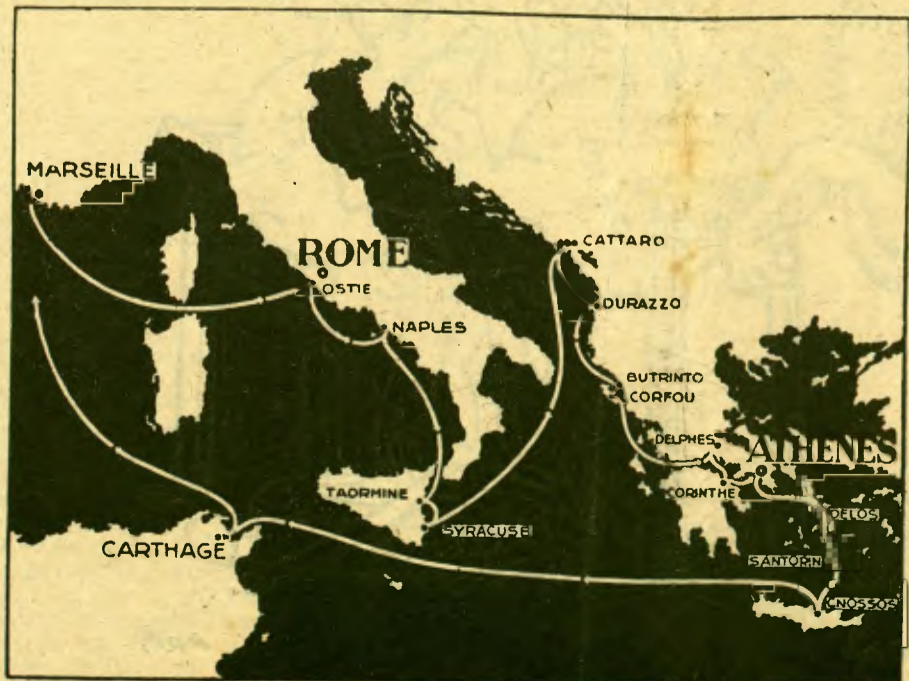 MARSEILLE
ROME
OSTIE
NAPLES
CATTARO
DURAZZO
BUTRINTO
CORFOU
DELPHES
ATHENES
CORINTHE
DELOS
TAORMINE
SYRACUSE
SANTORIN
CARTHAGE
CNOSSOS